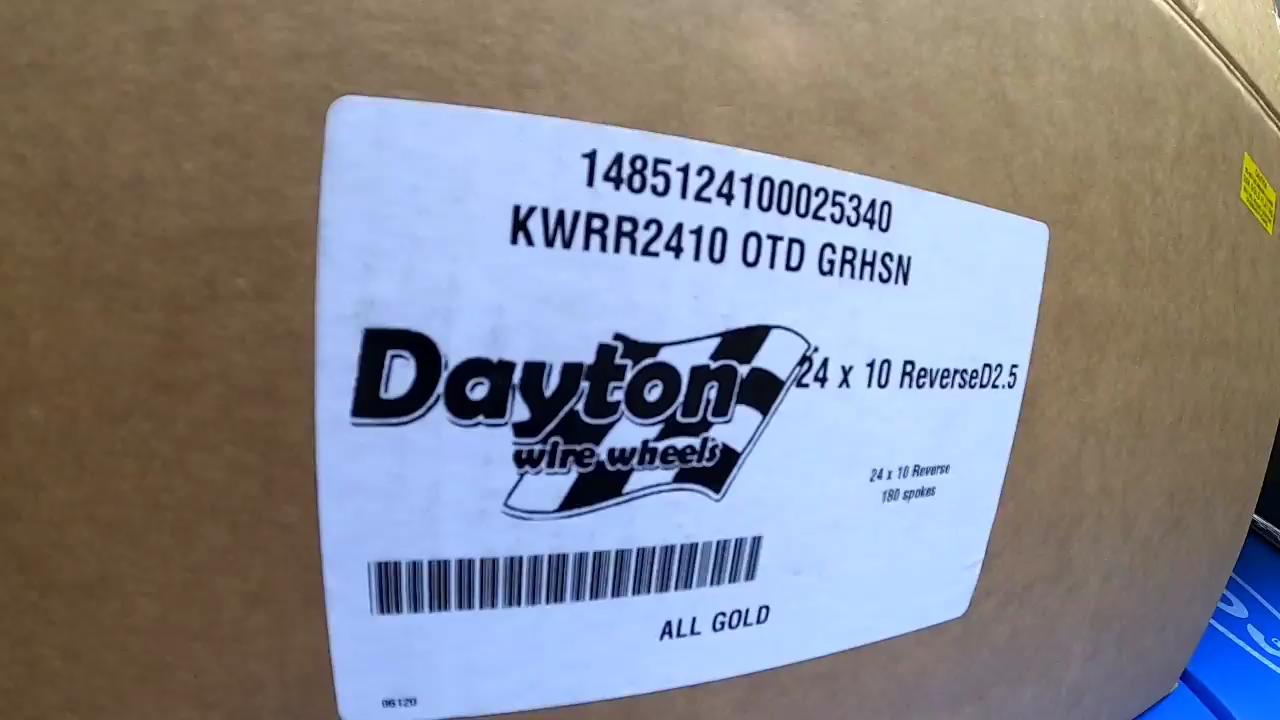 1485124100025340
KWRR2410 OTD GRHSN
Dayton
wire wheels
24 x 10 ReverseD2.5
24 x 10 Reverse
180 spokes
ALL GOLD
06120